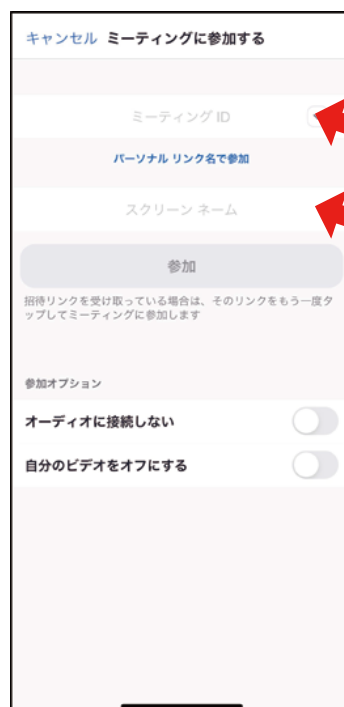 キャンセル ミーティングに参加する
ミーティング ID
パーソナル リンク名で参加
スクリーン ネーム
参加
招待リンクを受け取っている場合は、そのリンクをもう一度タ
ップしてミーティングに参加します
参加オプション
オーディオに接続しない
自分のビデオをオフにする